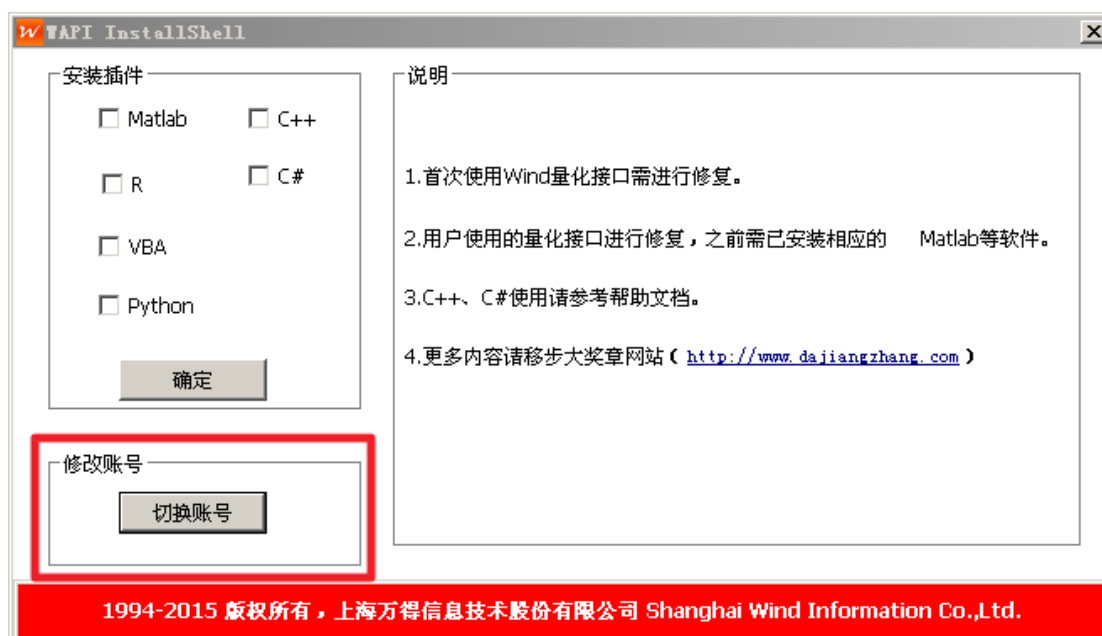 WAPI InstallShell
安装插件
Matlab
C++
R
C#
VBA
Python
确定
修改账号
切换账号
说明
1.首次使用Wind量化接口需进行修复。
2.用户使用的量化接口进行修复，之前需已安装相应的 Matlab等软件。
3.C++、C#使用请参考帮助文档。
4.更多内容请移步大奖章网站（http://www.dajiangzhang.com）
1994-2015 版权所有，上海万得信息技术股份有限公司 Shanghai Wind Information Co.,Ltd.